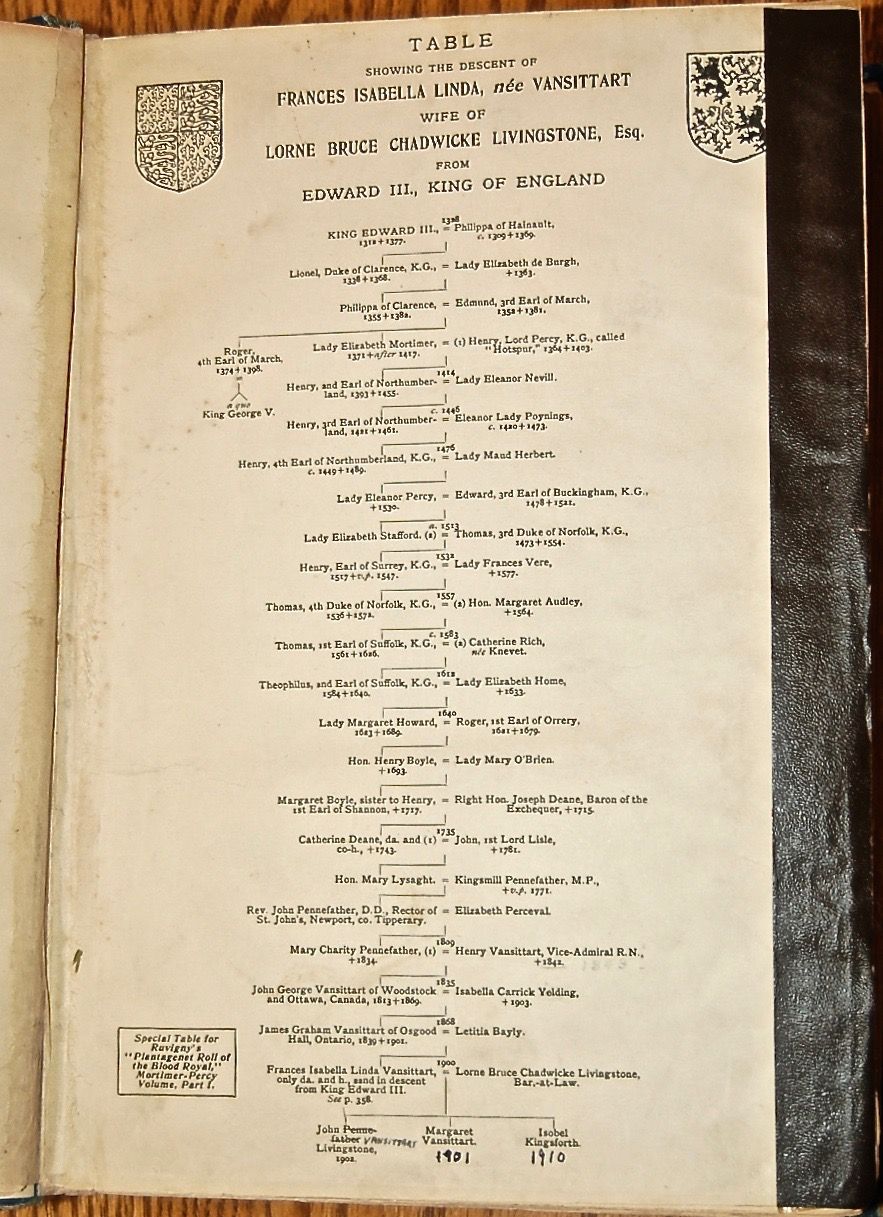 TABLE
SHOWING THE DESCENT OF
FRANCES ISABELLA LINDA, née VANSITTART
WIFE OF
LORNE BRUCE CHADWICKE LIVINGSTONE, Esq.
FROM
EDWARD III., KING OF ENGLAND
1328
KING EDWARD III., = Philippa of Hainault,
1312+1377. c. 1309+1369.
Lionel, Duke of Clarence, K.G., = Lady Elizabeth de Burgh,
1338+1368. +1363.
Philippa of Clarence, = Edmund, 3rd Earl of March,
1355+1382. 1352+1381.
Roger,
4th Earl of March,
1374+1398.
=
a quo
King George V.
Lady Elizabeth Mortimer, = (1) Henry, Lord Percy, K.G., called
1371+after 1417. "Hotspur," 1364+1403.
1414
Henry, 2nd Earl of Northumber- = Lady Eleanor Nevill.
land, 1393+1455.
c. 1446
Henry, 3rd Earl of Northumber- = Eleanor Lady Poynings,
land, 1421+1461. c. 1420+1473.
1476
Henry, 4th Earl of Northumberland, K.G., = Lady Maud Herbert.
c. 1449+1489.
Lady Eleanor Percy, = Edward, 3rd Earl of Buckingham, K.G.,
+1530. 1478+1521.
a. 1513
Lady Elizabeth Stafford. (2) = Thomas, 3rd Duke of Norfolk, K.G.,
1473+1554.
1532
Henry, Earl of Surrey, K.G., = Lady Frances Vere,
1517+v.p. 1547. +1577.
1557
Thomas, 4th Duke of Norfolk, K.G., = (2) Hon. Margaret Audley,
1536+1572. +1564.
c. 1583
Thomas, 1st Earl of Suffolk, K.G., = (2) Catherine Rich,
1561+1626. née Knevet.
1612
Theophilus, 2nd Earl of Suffolk, K.G., = Lady Elizabeth Home,
1584+1640. +1633.
1640
Lady Margaret Howard, = Roger, 1st Earl of Orrery,
1623+1689. 1621+1679.
Hon. Henry Boyle, = Lady Mary O'Brien.
+1693.
Margaret Boyle, sister to Henry, = Right Hon. Joseph Deane, Baron of the
1st Earl of Shannon, +1717. Exchequer, +1715.
1735
Catherine Deane, da. and (1) = John, 1st Lord Lisle,
co-h., +1743. +1781.
Hon. Mary Lysaght. = Kingsmill Pennefather, M.P.,
+v.p. 1771.
Rev. John Pennefather, D.D., Rector of = Elizabeth Perceval.
St. John's, Newport, co. Tipperary.
1809
Mary Charity Pennefather, (1) = Henry Vansittart, Vice-Admiral R.N.,
+1834. +1842.
1835
John George Vansittart of Woodstock = Isabella Carrick Yelding,
and Ottawa, Canada, 1813+1869. +1903.
1868
James Graham Vansittart of Osgood = Letitia Bayly.
Hall, Ontario, 1839+1901.
1900
Frances Isabella Linda Vansittart, = Lorne Bruce Chadwicke Livingstone,
only da. and h., 22nd in descent Bar.-at-Law.
from King Edward III.
See p. 358.
John Penne-
father VANSITTART
Livingstone,
1902.
Margaret
Vansittart.
1901
Isobel
Kingsforth.
1910
Special Table for
Ruvigny's
"Plantagenet Roll of
the Blood Royal,"
Mortimer-Percy
Volume, Part I.